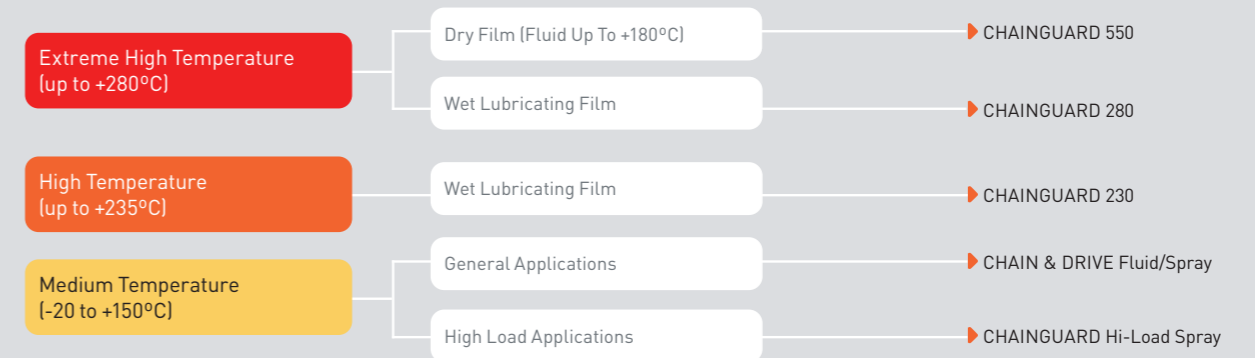 Extreme High Temperature
(up to +280ºC)
Dry Film (Fluid Up To +180ºC)
CHAINGUARD 550
Wet Lubricating Film
CHAINGUARD 280
High Temperature
(up to +235ºC)
Wet Lubricating Film
CHAINGUARD 230
Medium Temperature
(-20 to +150ºC)
General Applications
CHAIN & DRIVE Fluid/Spray
High Load Applications
CHAINGUARD Hi-Load Spray